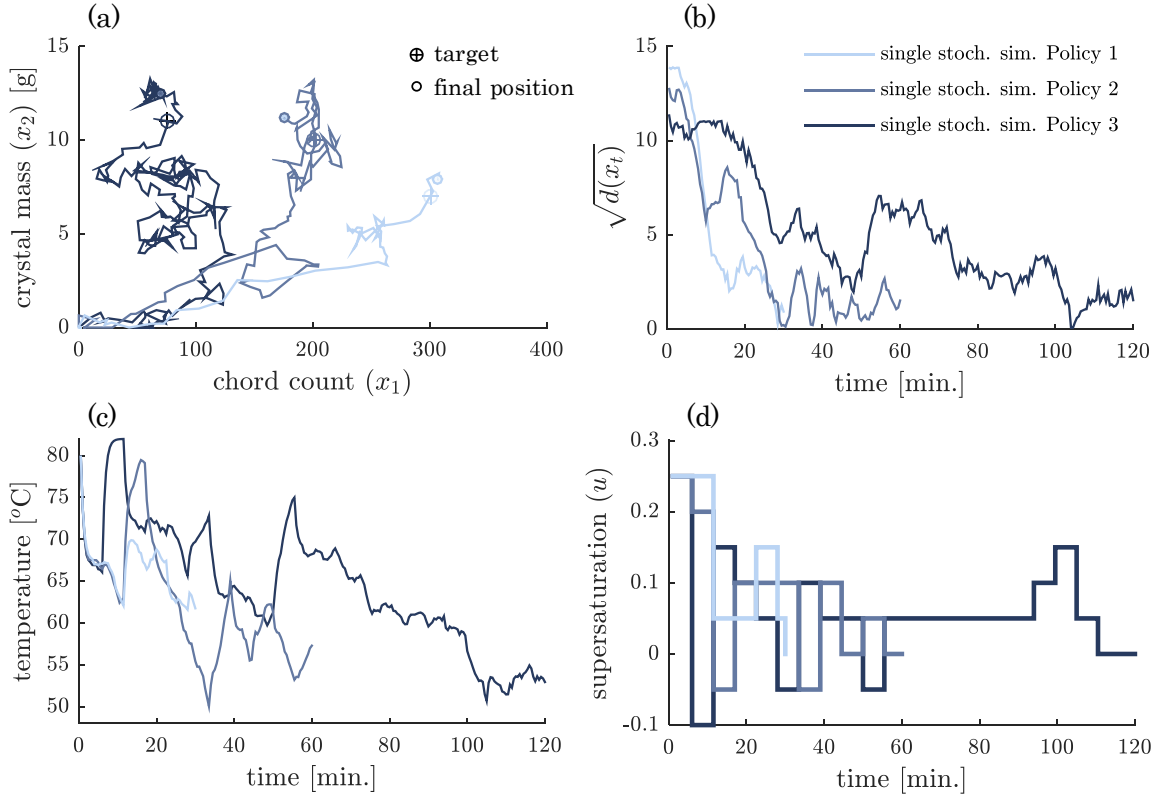 (a)
15
10
5
0
crystal mass (x₂) [g]
target
final position
0 100 200 300 400
chord count (x₁)
(b)
15
10
5
0
√d(xₜ)
single stoch. sim. Policy 1
single stoch. sim. Policy 2
single stoch. sim. Policy 3
0 20 40 60 80 100 120
time [min.]
(c)
80
75
70
65
60
55
50
temperature [°C]
0 20 40 60 80 100 120
time [min.]
(d)
0.3
0.2
0.1
0
-0.1
supersaturation (u)
0 20 40 60 80 100 120
time [min.]